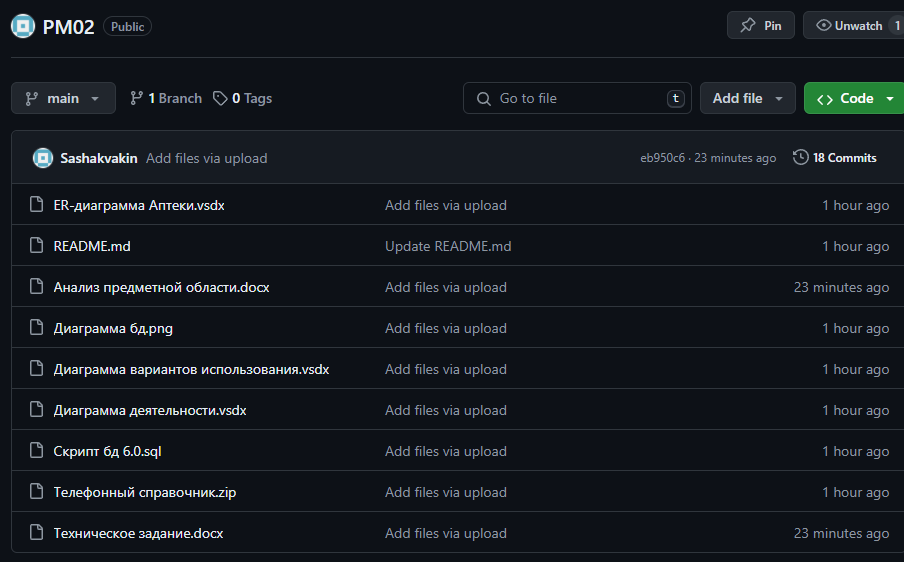 PM02 Public Pin Unwatch 1
main 1 Branch 0 Tags Go to file t Add file Code
Sashakvakin Add files via upload eb950c6 · 23 minutes ago 18 Commits
ER-диаграмма Аптеки.vsdx Add files via upload 1 hour ago
README.md Update README.md 1 hour ago
Анализ предметной области.docx Add files via upload 23 minutes ago
Диаграмма бд.png Add files via upload 1 hour ago
Диаграмма вариантов использования.vsdx Add files via upload 1 hour ago
Диаграмма деятельности.vsdx Add files via upload 1 hour ago
Скрипт бд 6.0.sql Add files via upload 1 hour ago
Телефонный справочник.zip Add files via upload 1 hour ago
Техническое задание.docx Add files via upload 23 minutes ago